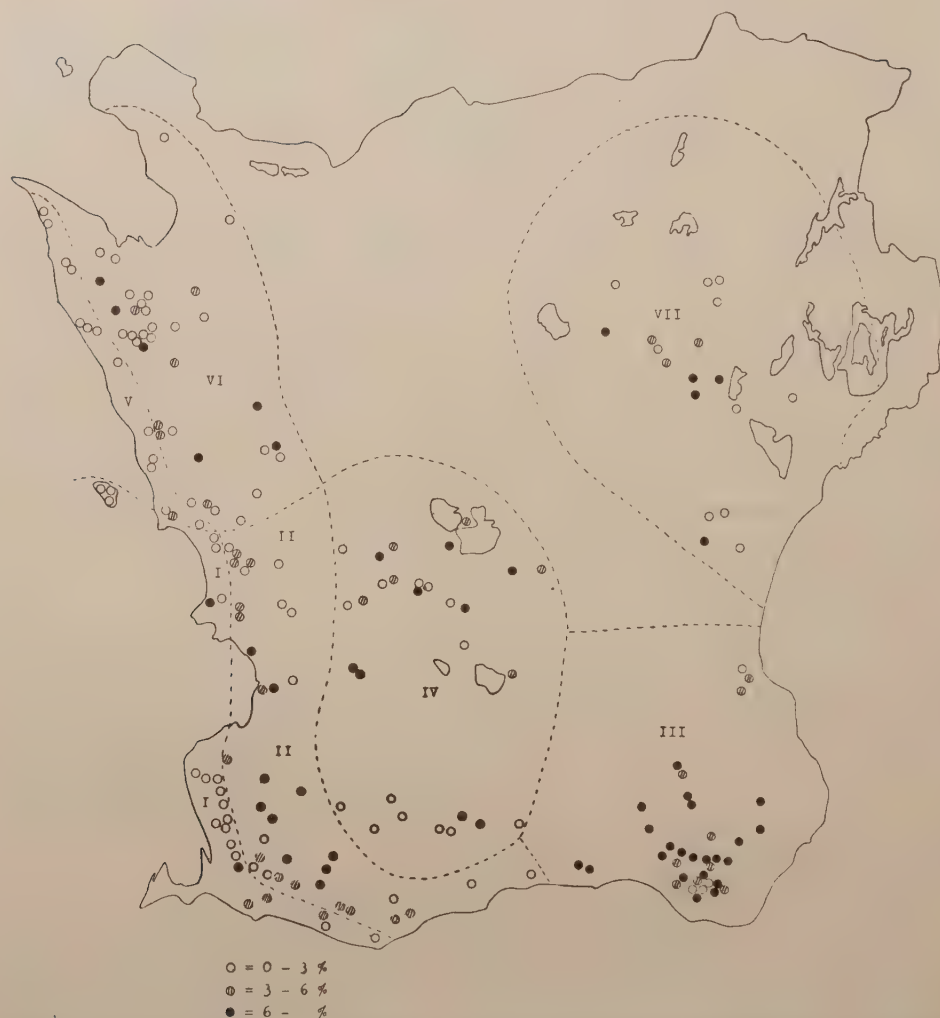 VII
VI
V
II
I
IV
III
II
I
○ = 0 - 3 %
◍ = 3 - 6 %
● = 6 -   %